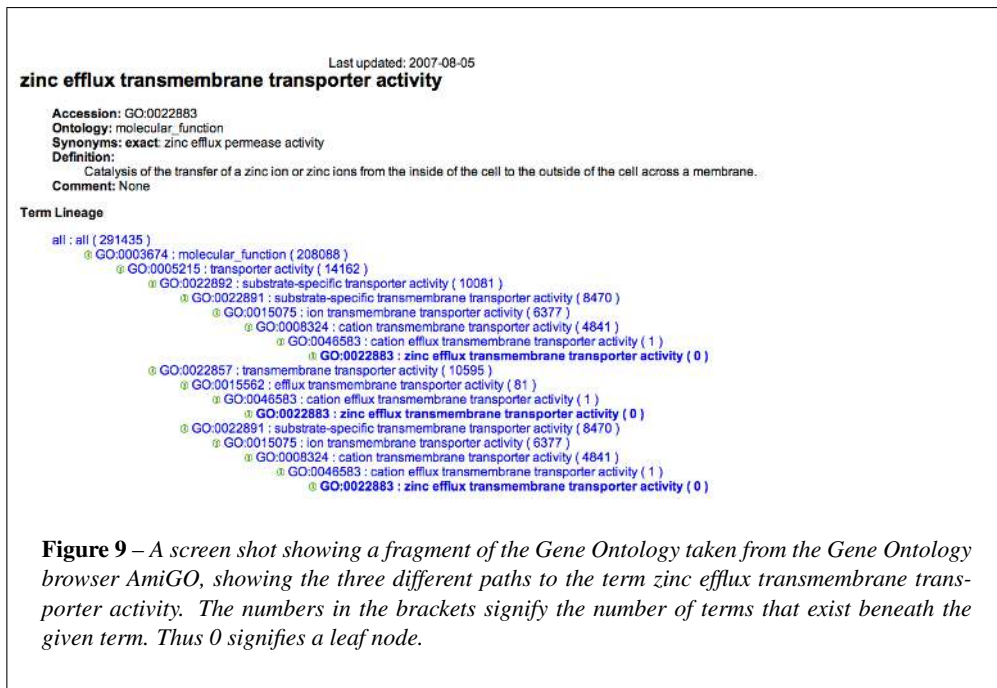 Last updated: 2007-08-05
zinc efflux transmembrane transporter activity
Accession: GO:0022883
Ontology: molecular_function
Synonyms: exact: zinc efflux permease activity
Definition:
Catalysis of the transfer of a zinc ion or zinc ions from the inside of the cell to the outside of the cell across a membrane.
Comment: None
Term Lineage
all : all ( 291435 )
GO:0003674 : molecular_function ( 208088 )
GO:0005215 : transporter activity ( 14162 )
GO:0022892 : substrate-specific transporter activity ( 10081 )
GO:0022891 : substrate-specific transmembrane transporter activity ( 8470 )
GO:0015075 : ion transmembrane transporter activity ( 6377 )
GO:0008324 : cation transmembrane transporter activity ( 4841 )
GO:0046583 : cation efflux transmembrane transporter activity ( 1 )
GO:0022883 : zinc efflux transmembrane transporter activity ( 0 )
GO:0022857 : transmembrane transporter activity ( 10595 )
GO:0015562 : efflux transmembrane transporter activity ( 81 )
GO:0046583 : cation efflux transmembrane transporter activity ( 1 )
GO:0022883 : zinc efflux transmembrane transporter activity ( 0 )
GO:0022891 : substrate-specific transmembrane transporter activity ( 8470 )
GO:0015075 : ion transmembrane transporter activity ( 6377 )
GO:0008324 : cation transmembrane transporter activity ( 4841 )
GO:0046583 : cation efflux transmembrane transporter activity ( 1 )
GO:0022883 : zinc efflux transmembrane transporter activity ( 0 )
Figure 9 – A screen shot showing a fragment of the Gene Ontology taken from the Gene Ontology
browser AmiGO, showing the three different paths to the term zinc efflux transmembrane trans-
porter activity. The numbers in the brackets signify the number of terms that exist beneath the
given term. Thus 0 signifies a leaf node.